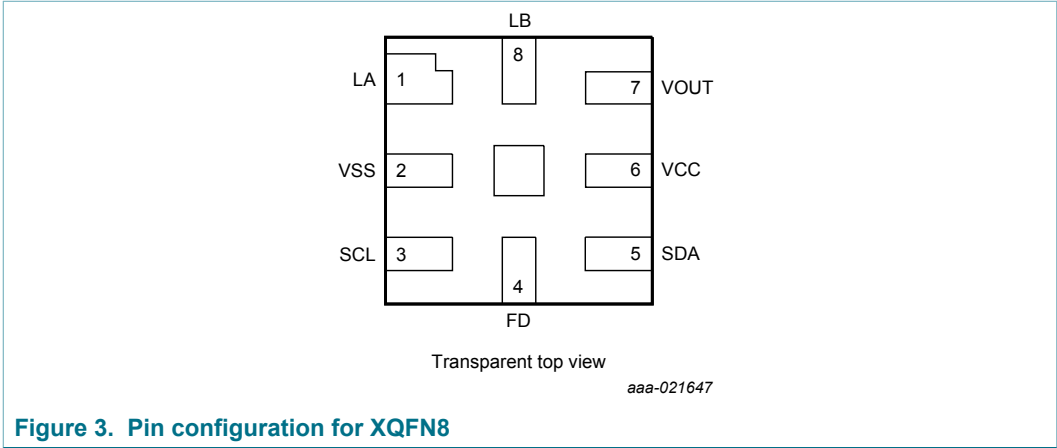 LB
8
LA 1
7 VOUT
VSS 2
6 VCC
SCL 3
5 SDA
4
FD
Transparent top view
aaa-021647
Figure 3. Pin configuration for XQFN8